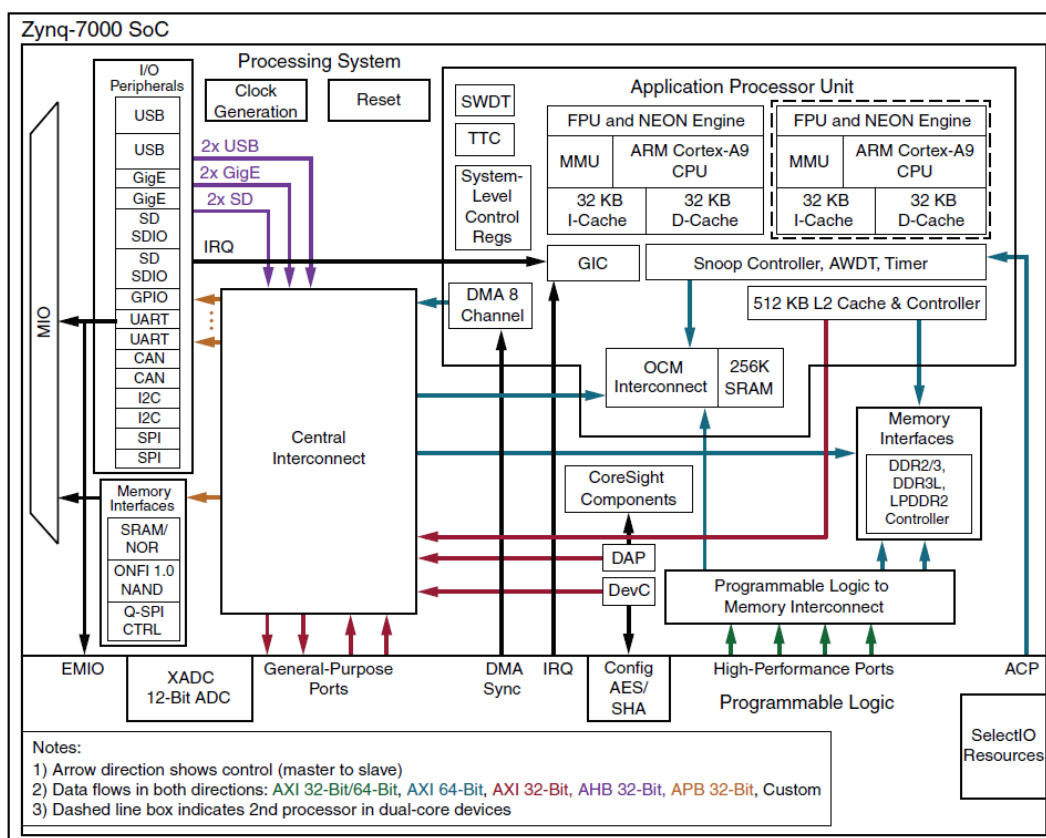 Zynq-7000 SoC
I/O
Peripherals
USB
USB
GigE
GigE
SD
SDIO
SD
SDIO
GPIO
UART
UART
CAN
CAN
I2C
I2C
SPI
SPI
MIO
Processing System
Clock
Generation
Reset
2x USB
2x GigE
2x SD
IRQ
Application Processor Unit
SWDT
TTC
System-
Level
Control
Regs
FPU and NEON Engine
MMU
ARM Cortex-A9
CPU
32 KB
I-Cache
32 KB
D-Cache
FPU and NEON Engine
MMU
ARM Cortex-A9
CPU
32 KB
I-Cache
32 KB
D-Cache
GIC
Snoop Controller, AWDT, Timer
DMA 8
Channel
512 KB L2 Cache & Controller
OCM
Interconnect
256K
SRAM
Central
Interconnect
Memory
Interfaces
DDR2/3,
DDR3L,
LPDDR2
Controller
CoreSight
Components
DAP
DevC
Programmable Logic to
Memory Interconnect
Memory
Interfaces
SRAM/
NOR
ONFI 1.0
NAND
Q-SPI
CTRL
EMIO
XADC
12-Bit ADC
General-Purpose
Ports
DMA
Sync
IRQ
Config
AES/
SHA
High-Performance Ports
ACP
Programmable Logic
SelectIO
Resources
Notes:
1) Arrow direction shows control (master to slave)
2) Data flows in both directions: AXI 32-Bit/64-Bit, AXI 64-Bit, AXI 32-Bit, AHB 32-Bit, APB 32-Bit, Custom
3) Dashed line box indicates 2nd processor in dual-core devices